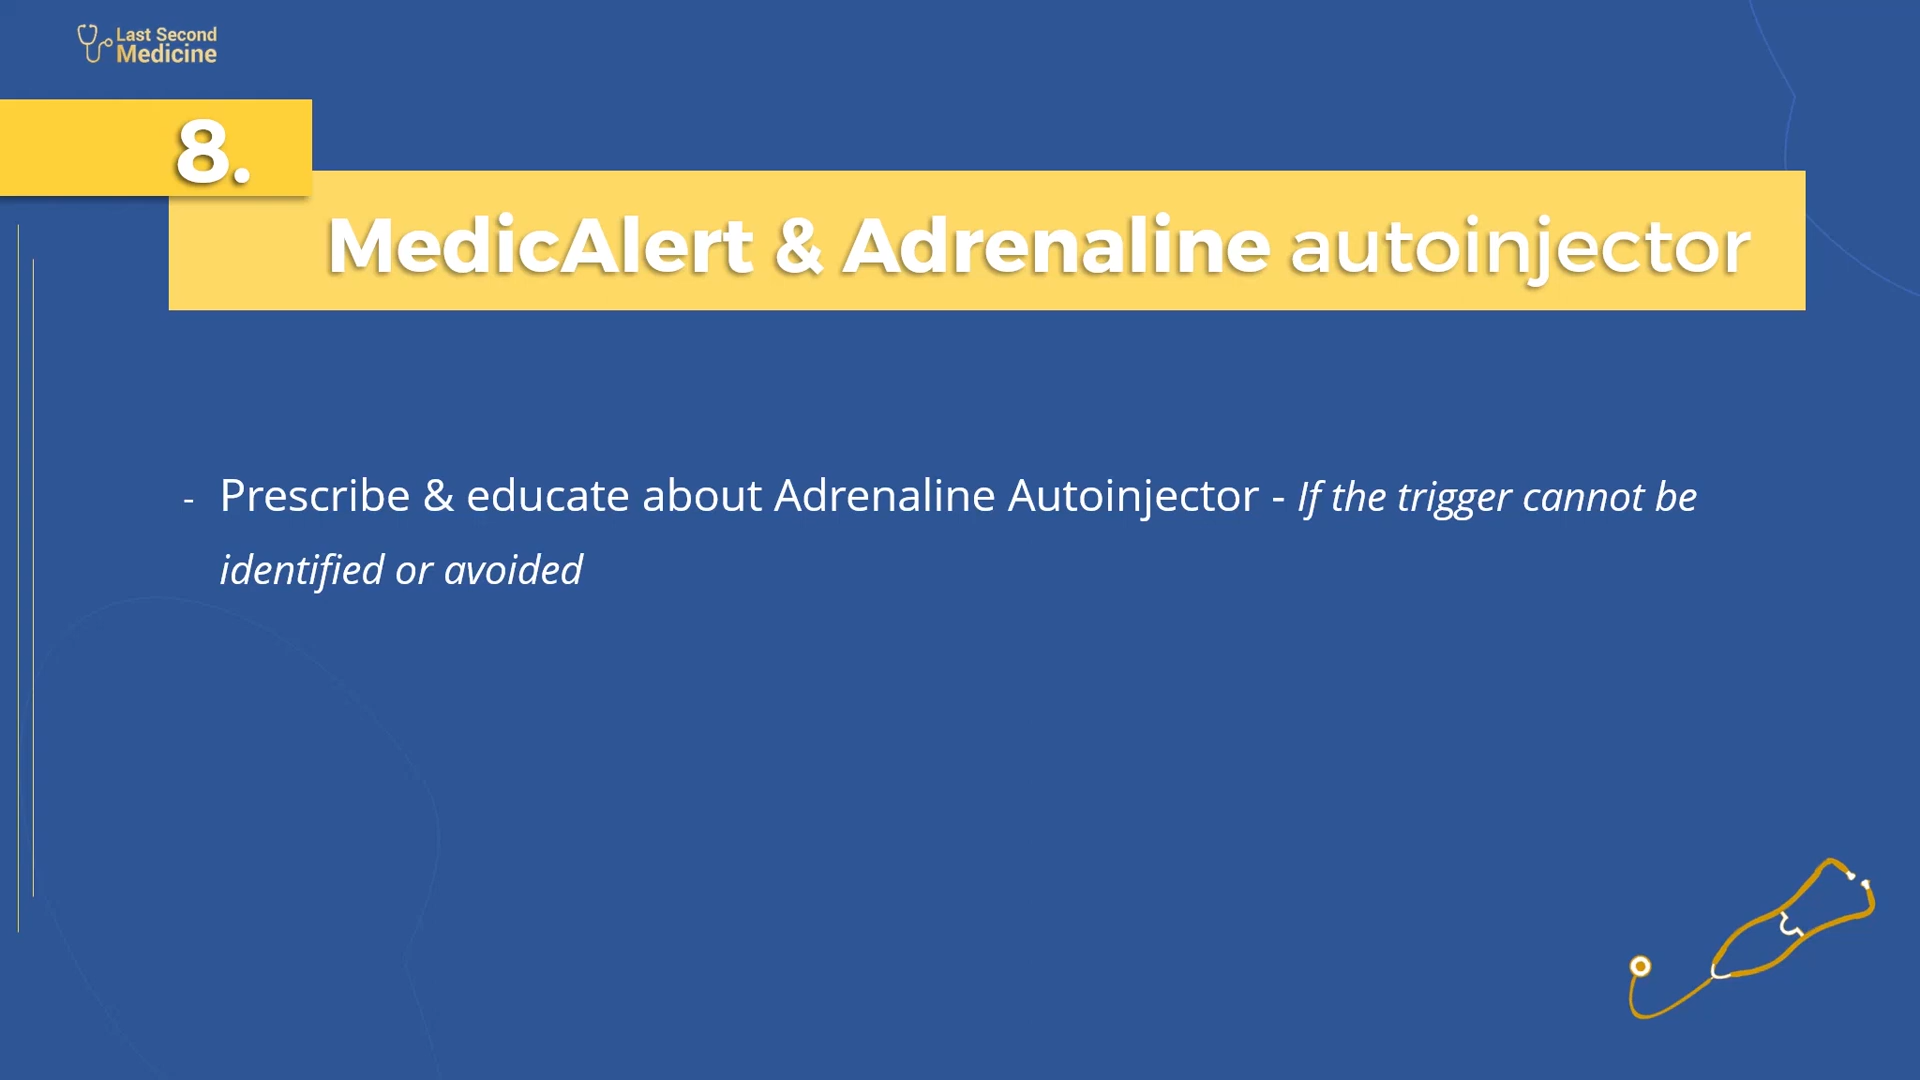 Last Second
Medicine
8.
MedicAlert & Adrenaline autoinjector
- Prescribe & educate about Adrenaline Autoinjector - If the trigger cannot be
identified or avoided